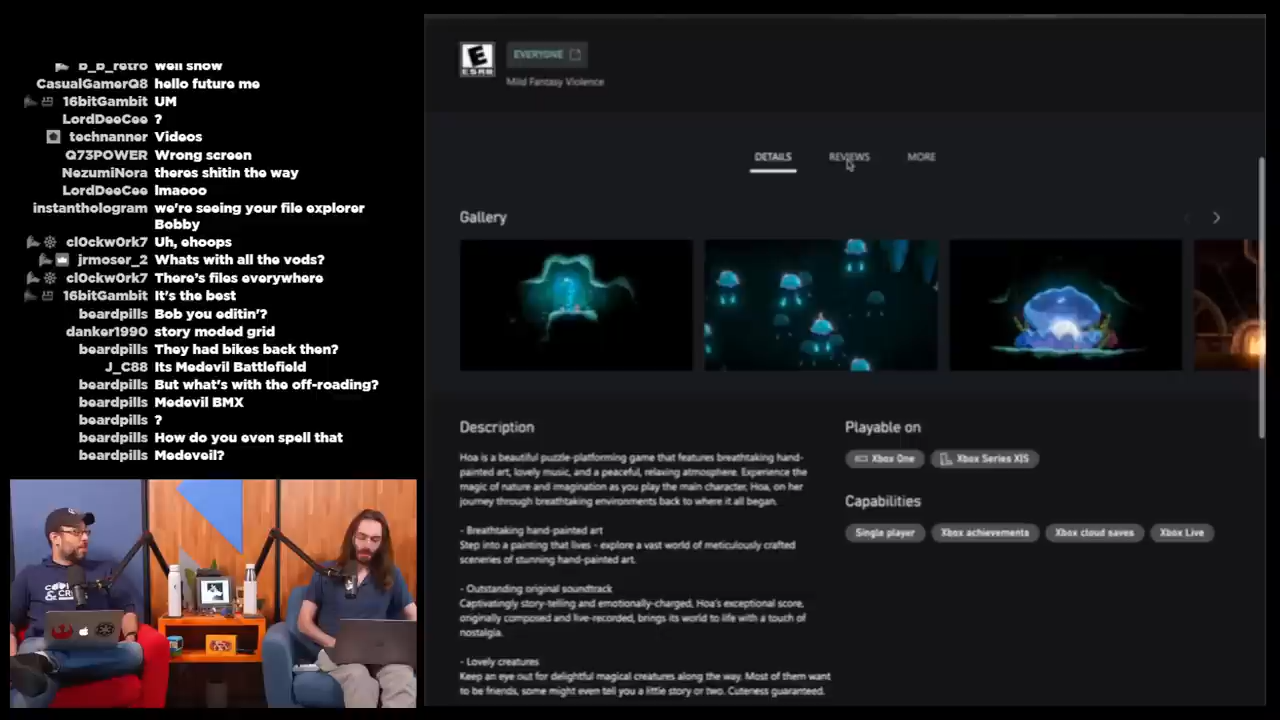 b_b_retro well show
CasualGamerQ8 hello future me
16bitGambit UM
LordDeeCee ?
technanner Videos
Q73POWER Wrong screen
NezumiNora theres shitin the way
LordDeeCee lmaooo
instanthologram we're seeing your file explorer
Bobby
cl0ckw0rk7 Uh, ehoops
jrmoser_2 Whats with all the vods?
cl0ckw0rk7 There's files everywhere
16bitGambit It's the best
beardpills Bob you editin'?
danker1990 story moded grid
beardpills They had bikes back then?
J_C88 Its Medevil Battlefield
beardpills But what's with the off-roading?
beardpills Medevil BMX
beardpills ?
beardpills How do you even spell that
beardpills Medeveil?
E
ESRB
EVERYONE
Mild Fantasy Violence
DETAILS REVIEWS MORE
Gallery
Description
Hoa is a beautiful puzzle-platforming game that features breathtaking hand-
painted art, lovely music, and a peaceful, relaxing atmosphere. Experience the
magic of nature and imagination as you play the main character, Hoa, on her
journey through breathtaking environments back to where it all began.
- Breathtaking hand-painted art
Step into a painting that lives - explore a vast world of meticulously crafted
sceneries of stunning hand-painted art.
- Outstanding original soundtrack
Captivatingly story-telling and emotionally-charged, Hoa's exceptional score,
originally composed and live-recorded, brings its world to life with a touch of
nostalgia.
- Lovely creatures
Keep an eye out for delightful magical creatures along the way. Most of them want
to be friends, some might even tell you a little story or two. Cuteness guaranteed.
Playable on
Xbox One Xbox Series X|S
Capabilities
Single player Xbox achievements Xbox cloud saves Xbox Live